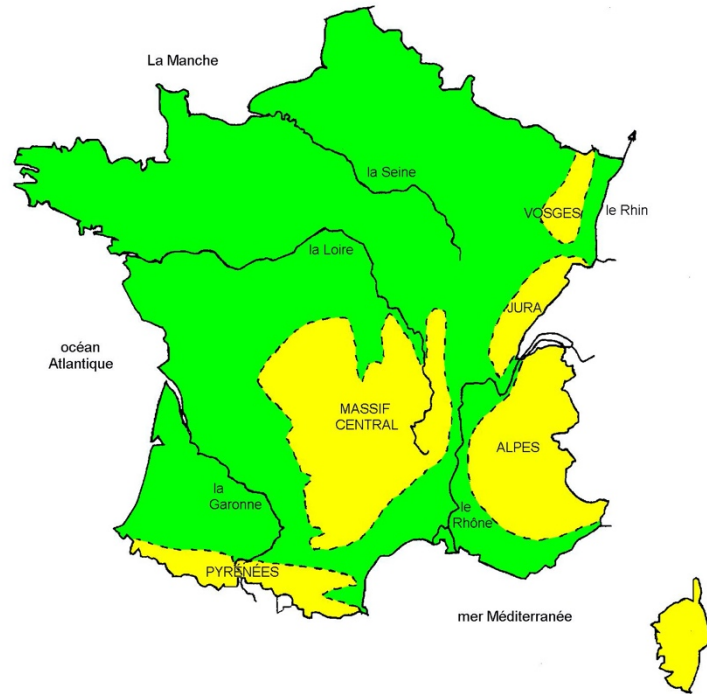 La Manche
la Seine
VOSGES
le Rhin
la Loire
JURA
océan
Atlantique
MASSIF
CENTRAL
ALPES
la
Garonne
le
Rhône
PYRÉNÉES
mer Méditerranée